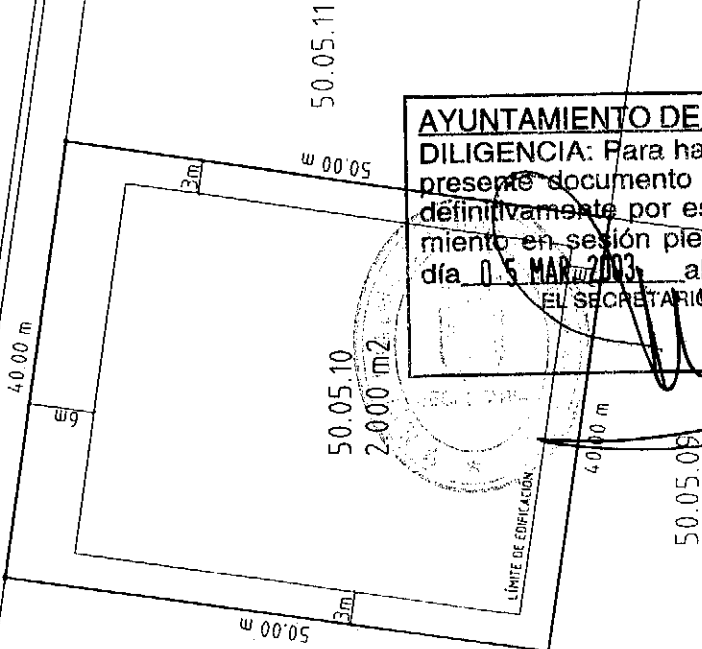 50.05.11
AYUNTAMIENTO DE
DILIGENCIA: Para ha
presente documento
definitivamente por es
miento en sesión ple
día 05 MAR. 2003 a
EL SECRETARIO
50.00 m
3m
40.00 m
6m
50.05.10
2.000 m2
LÍMITE DE EDIFICACIÓN
40.00 m
50.05.09
3m
50.00 m